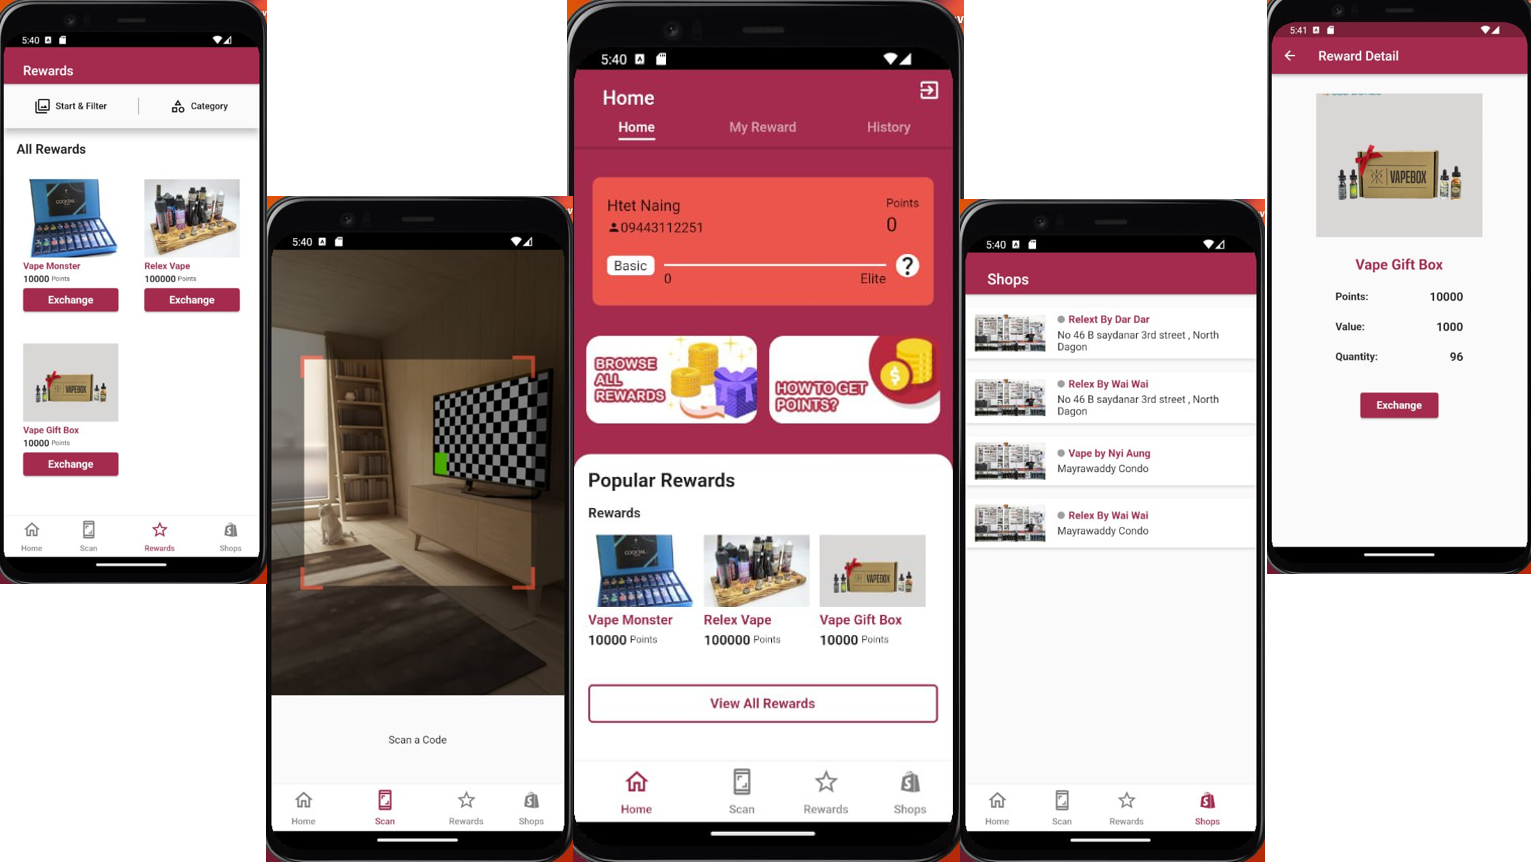 5:40
Rewards
Start & Filter
Category
All Rewards
COCKTAIL
Vape Monster
10000 Points
Exchange
Relex Vape
100000 Points
Exchange
VAPEBOX
Vape Gift Box
10000 Points
Exchange
Home
Scan
Rewards
Shops
5:40
Scan a Code
Home
Scan
Rewards
Shops
5:40
Home
Home
My Reward
History
Htet Naing
09443112251
Points
0
Basic
0
Elite
?
BROWSE
ALL
REWARDS
HOW TO GET
POINTS?
Popular Rewards
Rewards
COCKTAIL
Vape Monster
10000 Points
Relex Vape
100000 Points
VAPEBOX
Vape Gift Box
10000 Points
View All Rewards
Home
Scan
Rewards
Shops
5:40
Shops
Relext By Dar Dar
No 46 B saydanar 3rd street , North
Dagon
Relex By Wai Wai
No 46 B saydanar 3rd street , North
Dagon
Vape by Nyi Aung
Mayrawaddy Condo
Relex By Wai Wai
Mayrawaddy Condo
Home
Scan
Rewards
Shops
5:41
Reward Detail
VAPEBOX
Vape Gift Box
Points: 10000
Value: 1000
Quantity: 96
Exchange